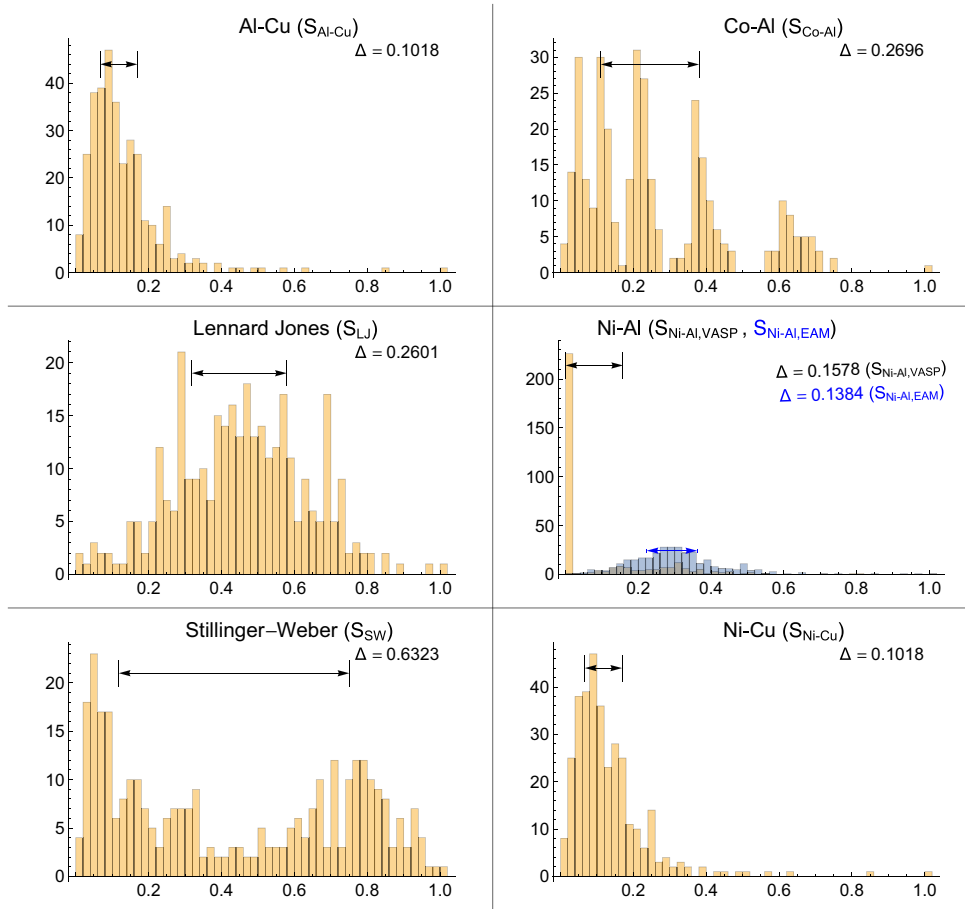 Al-Cu (S_Al-Cu)
Δ = 0.1018
40
30
20
10
0
0.2 0.4 0.6 0.8 1.0
Co-Al (S_Co-Al)
Δ = 0.2696
30
25
20
15
10
5
0
0.2 0.4 0.6 0.8 1.0
Lennard Jones (S_LJ)
Δ = 0.2601
20
15
10
5
0
0.2 0.4 0.6 0.8 1.0
Ni-Al (S_Ni-Al,VASP , S_Ni-Al,EAM)
Δ = 0.1578 (S_Ni-Al,VASP)
Δ = 0.1384 (S_Ni-Al,EAM)
200
150
100
50
0
0.2 0.4 0.6 0.8 1.0
Stillinger–Weber (S_SW)
Δ = 0.6323
20
15
10
5
0
0.2 0.4 0.6 0.8 1.0
Ni-Cu (S_Ni-Cu)
Δ = 0.1018
40
30
20
10
0
0.2 0.4 0.6 0.8 1.0